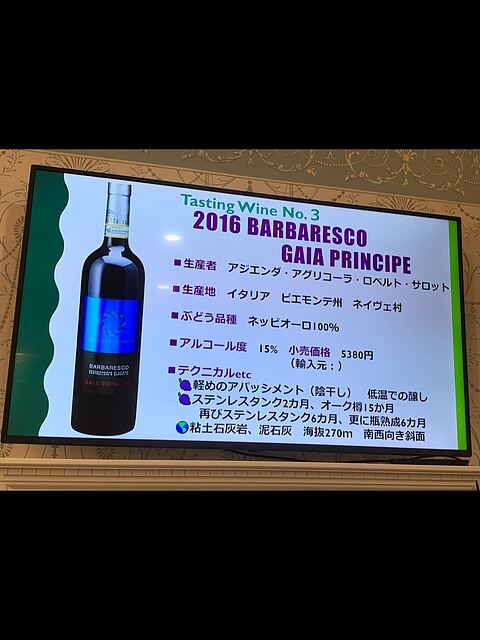 Tasting Wine No. 3
2016 BARBARESCO
GAIA PRINCIPE
■生産者 アジエンダ・アグリコーラ・ロベルト・サロット
■生産地 イタリア ピエモンテ州 ネイヴェ村
■ぶどう品種 ネッビオーロ100%
■アルコール度 15% 小売価格 5380円
(輸入元:)
■テクニカルetc
軽めのアパッシメント（陰干し） 低温での醸し
ステンレスタンク2カ月、オーク樽15か月
再びステンレスタンク6カ月、更に瓶熟成6カ月
粘土石灰岩、泥石灰 海抜270m 南西向き斜面
BARBARESCO
GAIA PRINCIPE